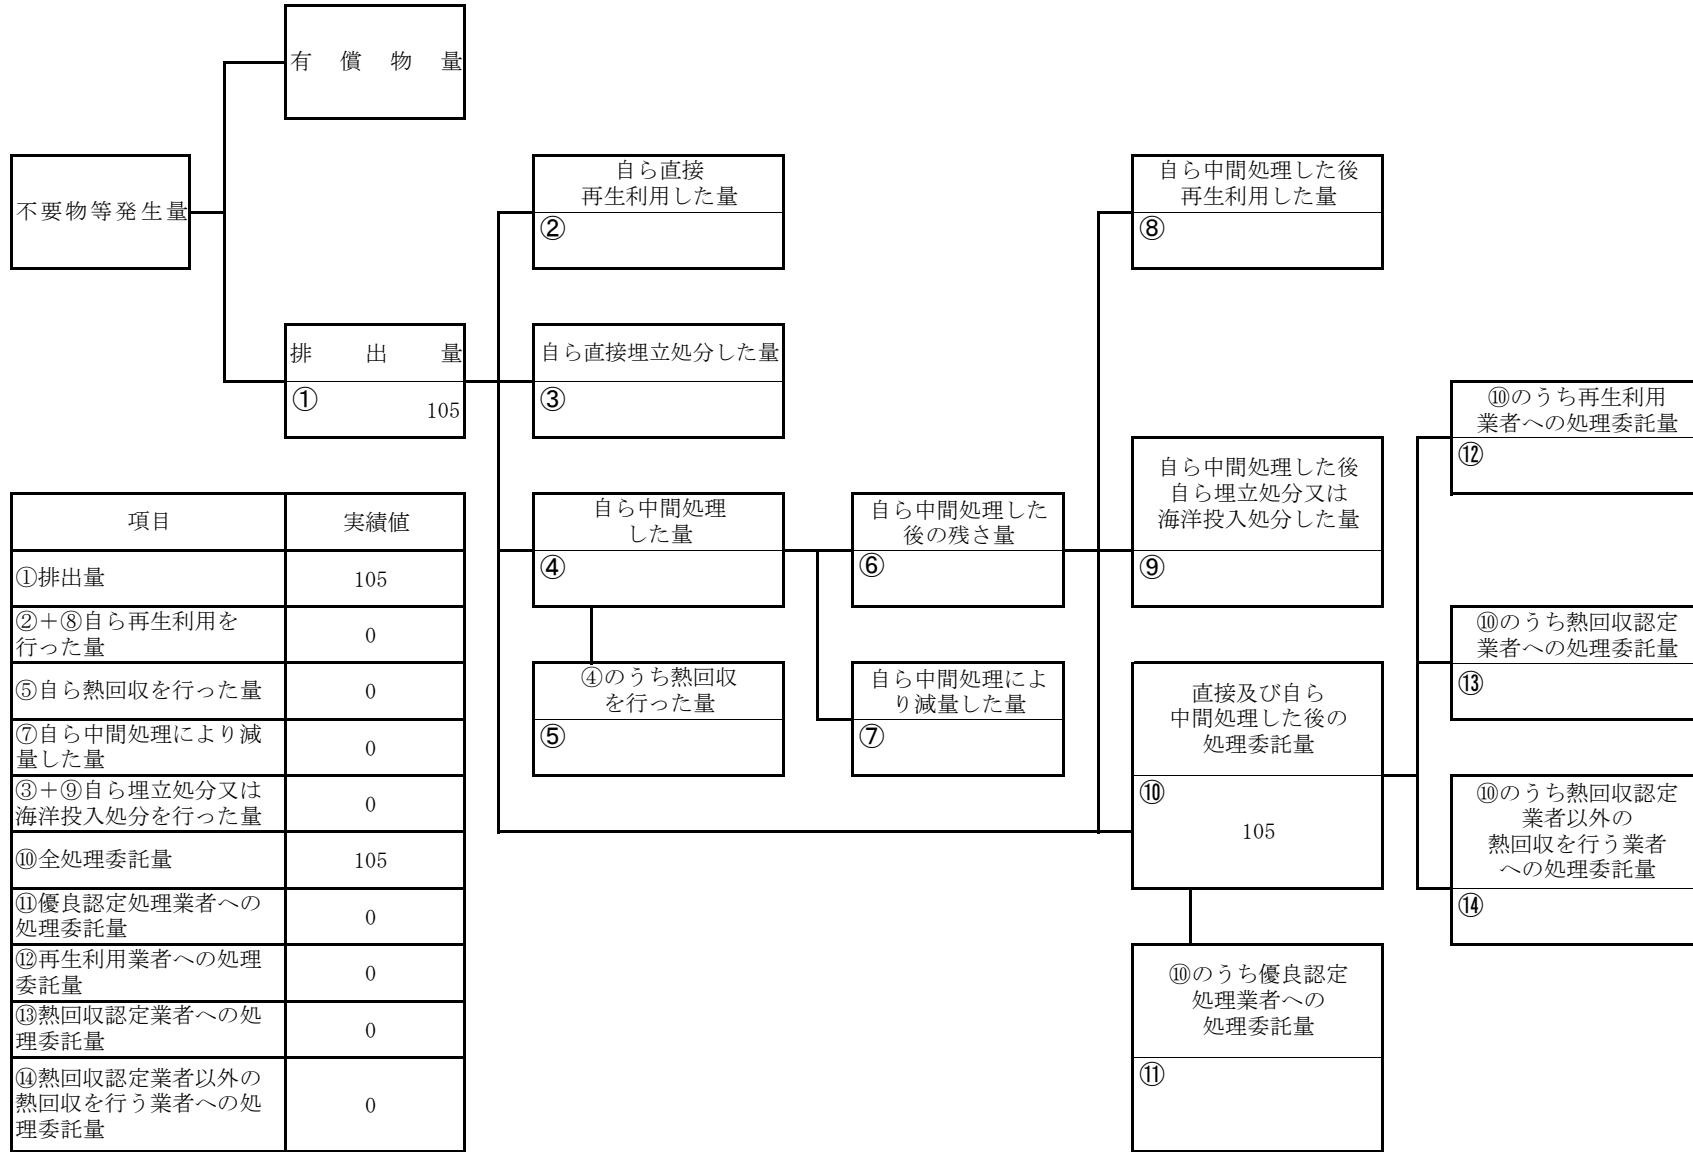 有償物量
不要物等発生量
自ら直接
再生利用した量
②
自ら中間処理した後
再生利用した量
⑧
排出量
①
105
自ら直接埋立処分した量
③
⑩のうち再生利用
業者への処理委託量
⑫
自ら中間処理
した量
④
自ら中間処理した
後の残さ量
⑥
自ら中間処理した後
自ら埋立処分又は
海洋投入処分した量
⑨
⑩のうち熱回収認定
業者への処理委託量
⑬
④のうち熱回収
を行った量
⑤
自ら中間処理によ
り減量した量
⑦
直接及び自ら
中間処理した後の
処理委託量
⑩
105
⑩のうち熱回収認定
業者以外の
熱回収を行う業者
への処理委託量
⑭
⑩のうち優良認定
処理業者への
処理委託量
⑪
項目 実績値
①排出量 105
②+⑧自ら再生利用を
行った量 0
⑤自ら熱回収を行った量 0
⑦自ら中間処理により減
量した量 0
③+⑨自ら埋立処分又は
海洋投入処分を行った量 0
⑩全処理委託量 105
⑪優良認定処理業者への
処理委託量 0
⑫再生利用業者への処理
委託量 0
⑬熱回収認定業者への処
理委託量 0
⑭熱回収認定業者以外の
熱回収を行う業者への処
理委託量 0